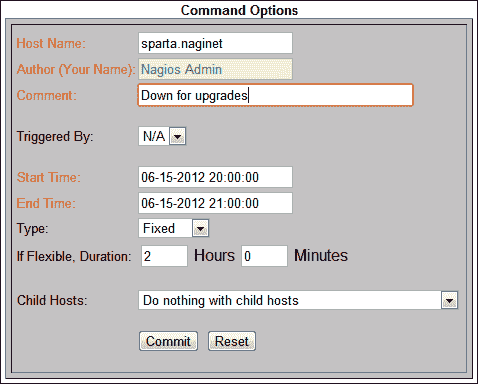 Command Options
Host Name: sparta.naginet
Author (Your Name): Nagios Admin
Comment: Down for upgrades
Triggered By: N/A
Start Time: 06-15-2012 20:00:00
End Time: 06-15-2012 21:00:00
Type: Fixed
If Flexible, Duration: 2 Hours 0 Minutes
Child Hosts: Do nothing with child hosts
Commit Reset